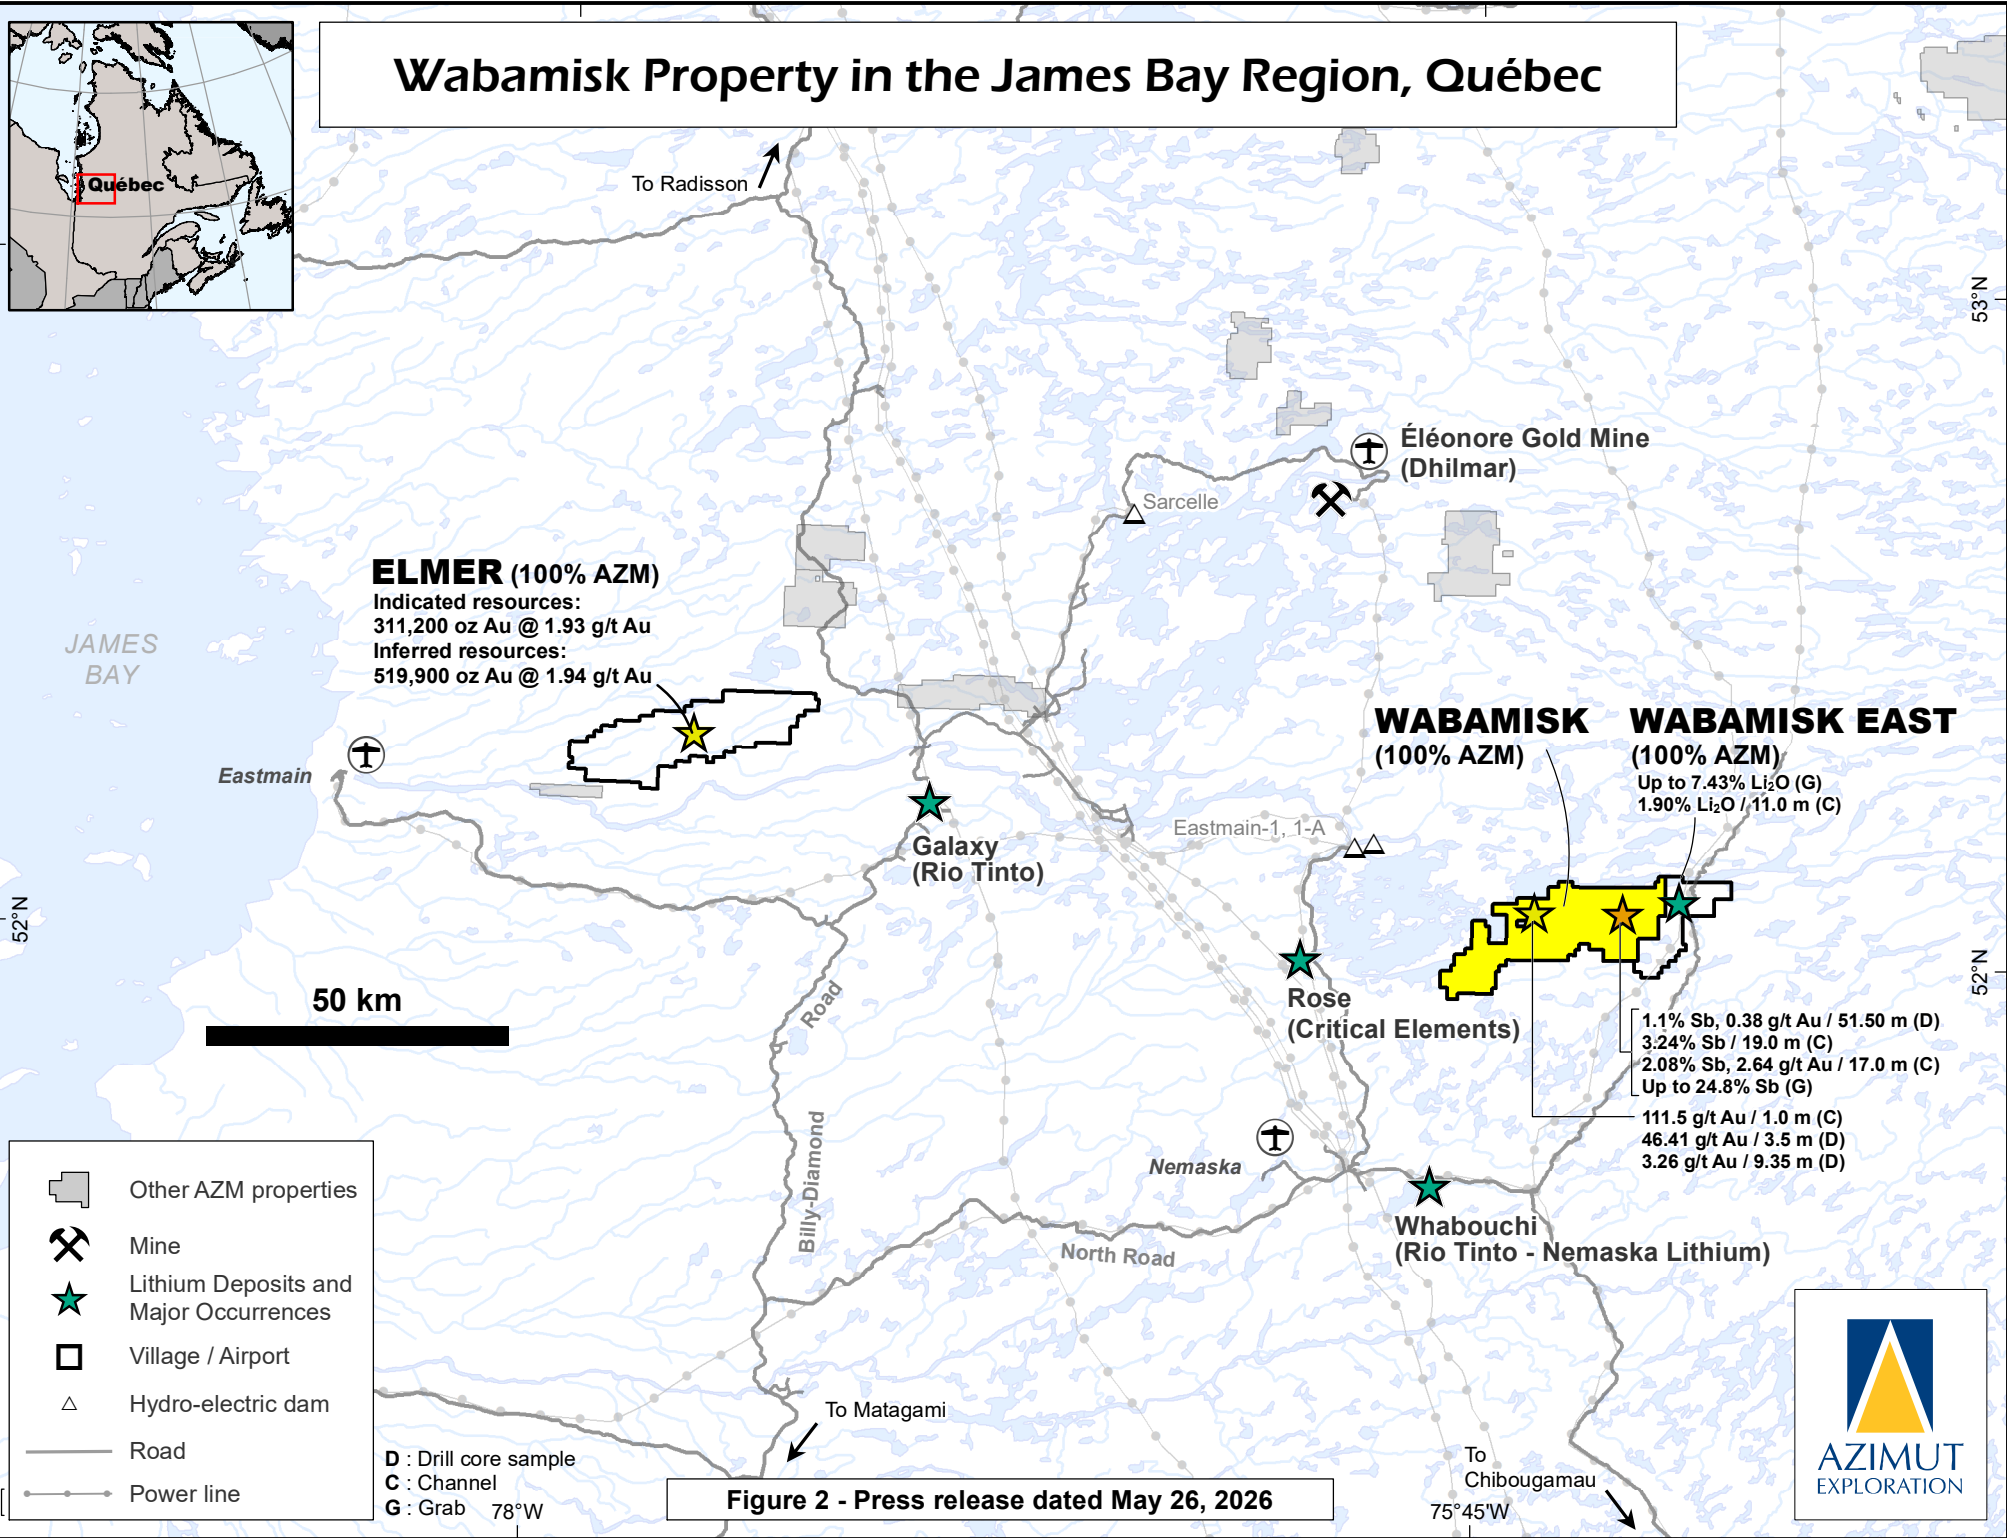 Wabamisk Property in the James Bay Region, Québec
Québec
To Radisson
53°N
Éléonore Gold Mine
(Dhilmar)
Sarcelle
ELMER (100% AZM)
Indicated resources:
311,200 oz Au @ 1.93 g/t Au
Inferred resources:
519,900 oz Au @ 1.94 g/t Au
JAMES
BAY
WABAMISK
(100% AZM)
WABAMISK EAST
(100% AZM)
Up to 7.43% Li₂O (G)
1.90% Li₂O / 11.0 m (C)
Eastmain
Eastmain-1, 1-A
Galaxy
(Rio Tinto)
52°N
52°N
50 km
Road
Rose
(Critical Elements)
1.1% Sb, 0.38 g/t Au / 51.50 m (D)
3.24% Sb / 19.0 m (C)
2.08% Sb, 2.64 g/t Au / 17.0 m (C)
Up to 24.8% Sb (G)
111.5 g/t Au / 1.0 m (C)
46.41 g/t Au / 3.5 m (D)
3.26 g/t Au / 9.35 m (D)
Billy-Diamond
Nemaska
Whabouchi
(Rio Tinto - Nemaska Lithium)
North Road
Other AZM properties
Mine
Lithium Deposits and
Major Occurrences
Village / Airport
Hydro-electric dam
Road
Power line
To Matagami
D : Drill core sample
C : Channel
G : Grab
78°W
Figure 2 - Press release dated May 26, 2026
To
Chibougamau
75°45'W
AZIMUT
EXPLORATION